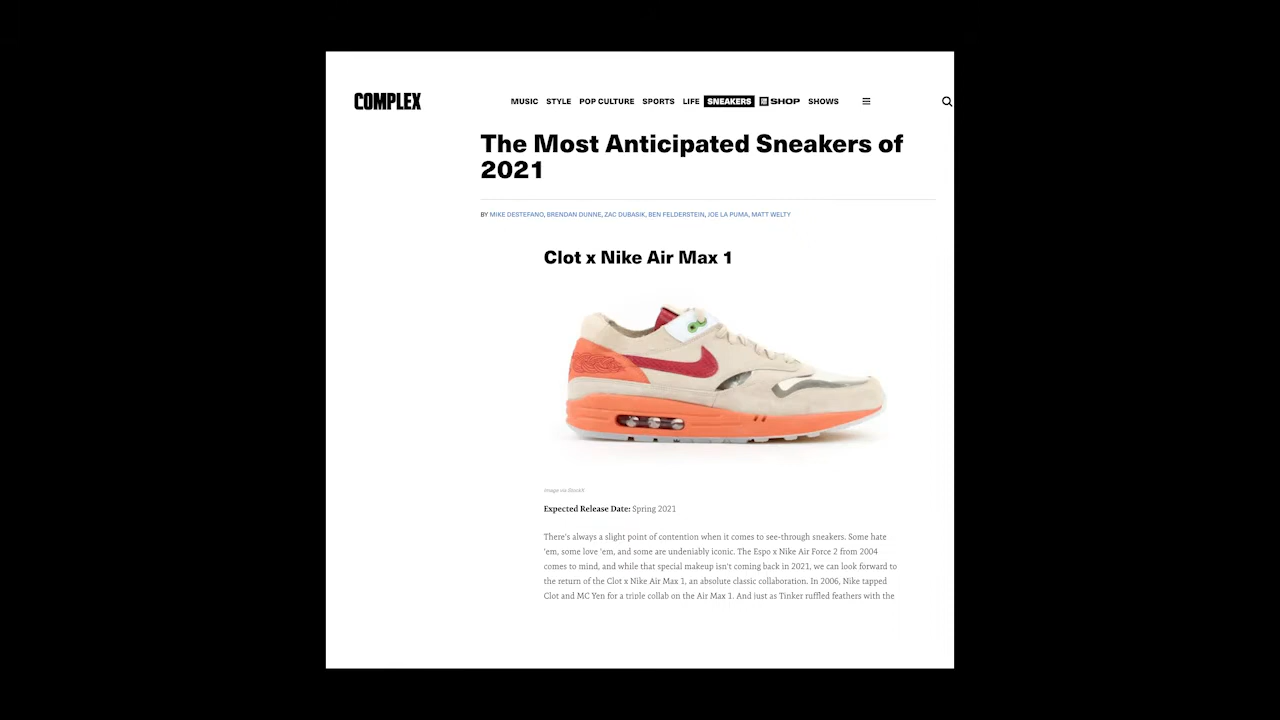 COMPLEX
MUSIC STYLE POP CULTURE SPORTS LIFE SNEAKERS SHOP SHOWS
The Most Anticipated Sneakers of
2021
BY MIKE DESTEFANO, BRENDAN DUNNE, ZAC DUBASIK, BEN FELDERSTEIN, JOE LA PUMA, MATT WELTY
Clot x Nike Air Max 1
Image via StockX
Expected Release Date: Spring 2021
There's always a slight point of contention when it comes to see-through sneakers. Some hate
'em, some love 'em, and some are undeniably iconic. The Espo x Nike Air Force 2 from 2004
comes to mind, and while that special makeup isn't coming back in 2021, we can look forward to
the return of the Clot x Nike Air Max 1, an absolute classic collaboration. In 2006, Nike tapped
Clot and MC Yen for a triple collab on the Air Max 1. And just as Tinker ruffled feathers with the